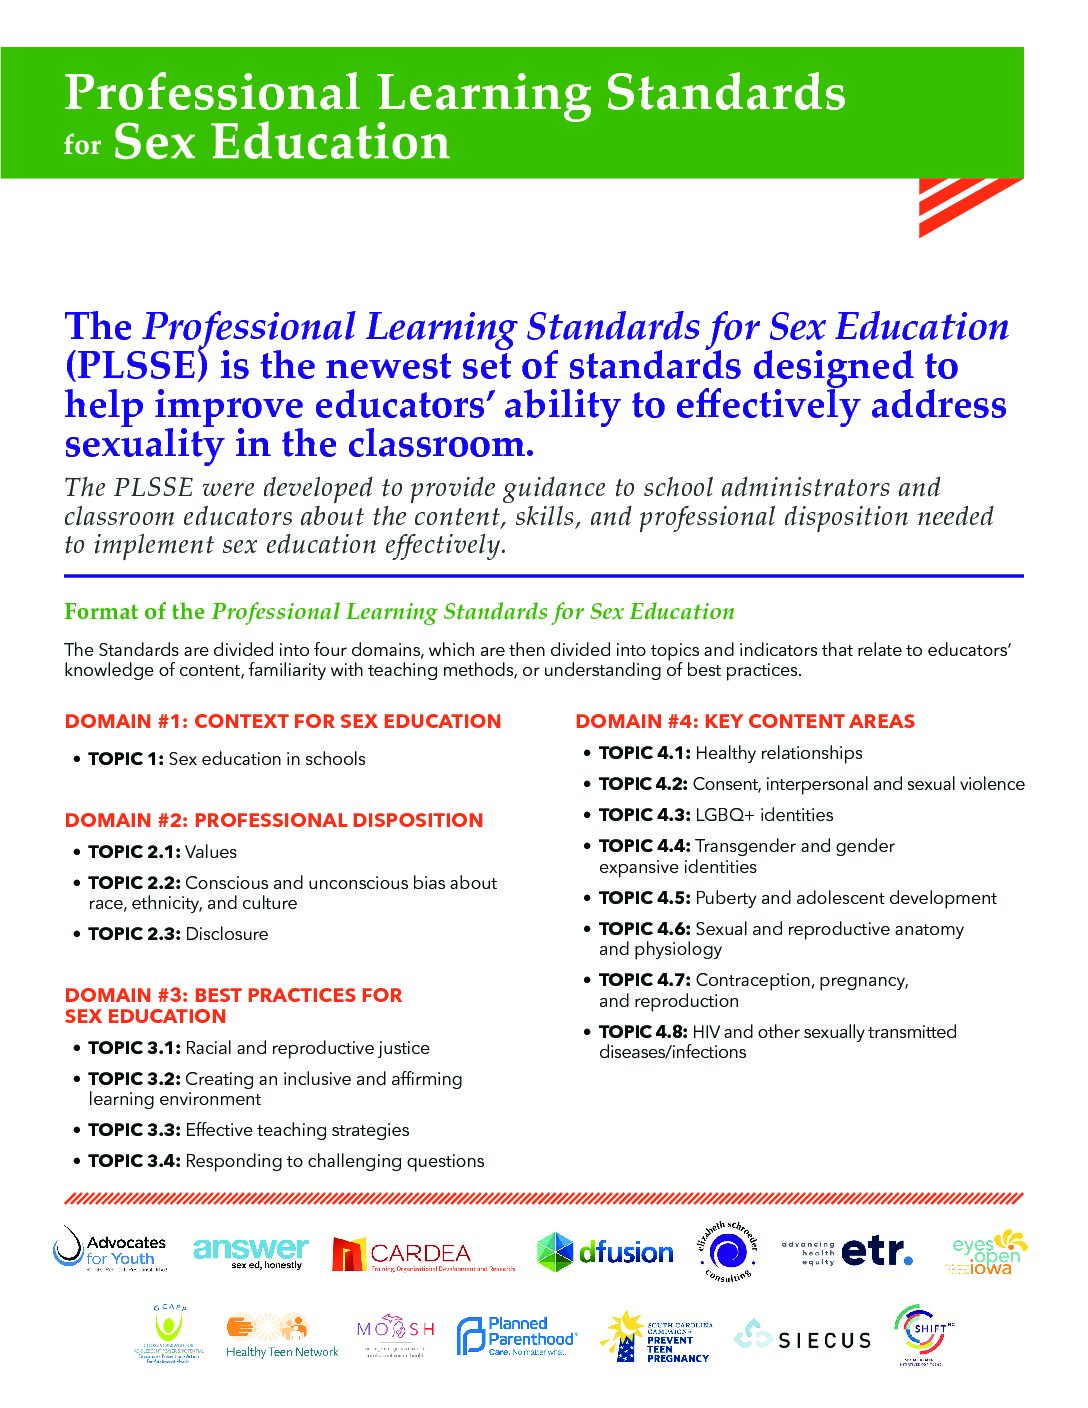 Professional Learning Standards
for Sex Education
The Professional Learning Standards for Sex Education
(PLSSE) is the newest set of standards designed to
help improve educators’ ability to effectively address
sexuality in the classroom.
The PLSSE were developed to provide guidance to school administrators and
classroom educators about the content, skills, and professional disposition needed
to implement sex education effectively.
Format of the Professional Learning Standards for Sex Education
The Standards are divided into four domains, which are then divided into topics and indicators that relate to educators’
knowledge of content, familiarity with teaching methods, or understanding of best practices.
DOMAIN #1: CONTEXT FOR SEX EDUCATION
• TOPIC 1: Sex education in schools
DOMAIN #2: PROFESSIONAL DISPOSITION
• TOPIC 2.1: Values
• TOPIC 2.2: Conscious and unconscious bias about
race, ethnicity, and culture
• TOPIC 2.3: Disclosure
DOMAIN #3: BEST PRACTICES FOR
SEX EDUCATION
• TOPIC 3.1: Racial and reproductive justice
• TOPIC 3.2: Creating an inclusive and affirming
learning environment
• TOPIC 3.3: Effective teaching strategies
• TOPIC 3.4: Responding to challenging questions
DOMAIN #4: KEY CONTENT AREAS
• TOPIC 4.1: Healthy relationships
• TOPIC 4.2: Consent, interpersonal and sexual violence
• TOPIC 4.3: LGBQ+ identities
• TOPIC 4.4: Transgender and gender
expansive identities
• TOPIC 4.5: Puberty and adolescent development
• TOPIC 4.6: Sexual and reproductive anatomy
and physiology
• TOPIC 4.7: Contraception, pregnancy,
and reproduction
• TOPIC 4.8: HIV and other sexually transmitted
diseases/infections
Advocates
for Youth
answer
sex ed, honestly
CARDEA
Training, Organizational Development and Research
dfusion
elizabeth schroeder
consulting
advancing
health
equity
etr.
eyes
open
iowa
GCAPP
Healthy Teen Network
MOASH
Planned
Parenthood®
Care. No matter what.
SOUTH CAROLINA
CAMPAIGN to
PREVENT
TEEN
PREGNANCY
SIECUS
SHIFT NC